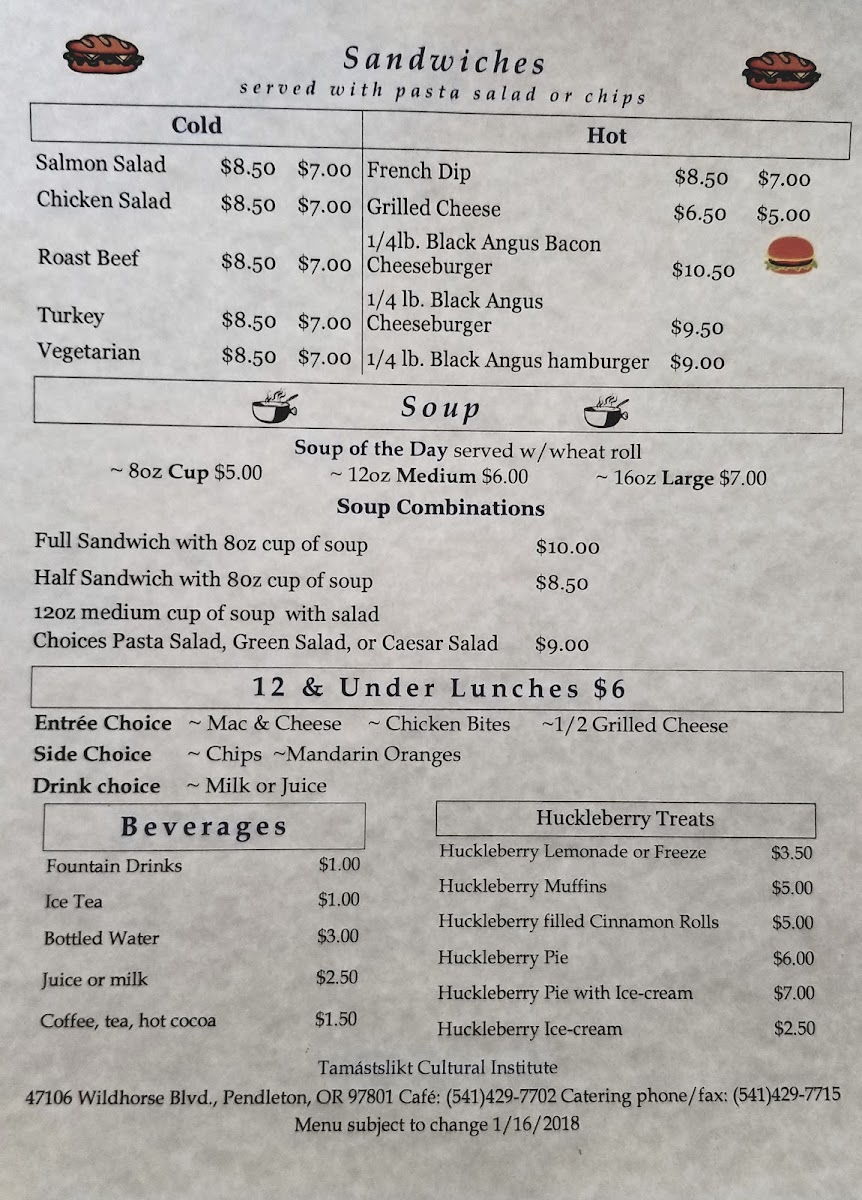 Sandwiches
served with pasta salad or chips
Cold
Salmon Salad $8.50 $7.00
Chicken Salad $8.50 $7.00
Roast Beef $8.50 $7.00
Turkey $8.50 $7.00
Vegetarian $8.50 $7.00
Hot
French Dip $8.50 $7.00
Grilled Cheese $6.50 $5.00
1/4lb. Black Angus Bacon
Cheeseburger $10.50
1/4 lb. Black Angus
Cheeseburger $9.50
1/4 lb. Black Angus hamburger $9.00
Soup
Soup of the Day served w/wheat roll
~ 8oz Cup $5.00 ~ 12oz Medium $6.00 ~ 16oz Large $7.00
Soup Combinations
Full Sandwich with 8oz cup of soup $10.00
Half Sandwich with 8oz cup of soup $8.50
12oz medium cup of soup with salad
Choices Pasta Salad, Green Salad, or Caesar Salad $9.00
12 & Under Lunches $6
Entrée Choice ~ Mac & Cheese ~ Chicken Bites ~1/2 Grilled Cheese
Side Choice ~ Chips ~Mandarin Oranges
Drink choice ~ Milk or Juice
Beverages
Fountain Drinks $1.00
Ice Tea $1.00
Bottled Water $3.00
Juice or milk $2.50
Coffee, tea, hot cocoa $1.50
Huckleberry Treats
Huckleberry Lemonade or Freeze $3.50
Huckleberry Muffins $5.00
Huckleberry filled Cinnamon Rolls $5.00
Huckleberry Pie $6.00
Huckleberry Pie with Ice-cream $7.00
Huckleberry Ice-cream $2.50
Tamástslikt Cultural Institute
47106 Wildhorse Blvd., Pendleton, OR 97801 Café: (541)429-7702 Catering phone/fax: (541)429-7715
Menu subject to change 1/16/2018